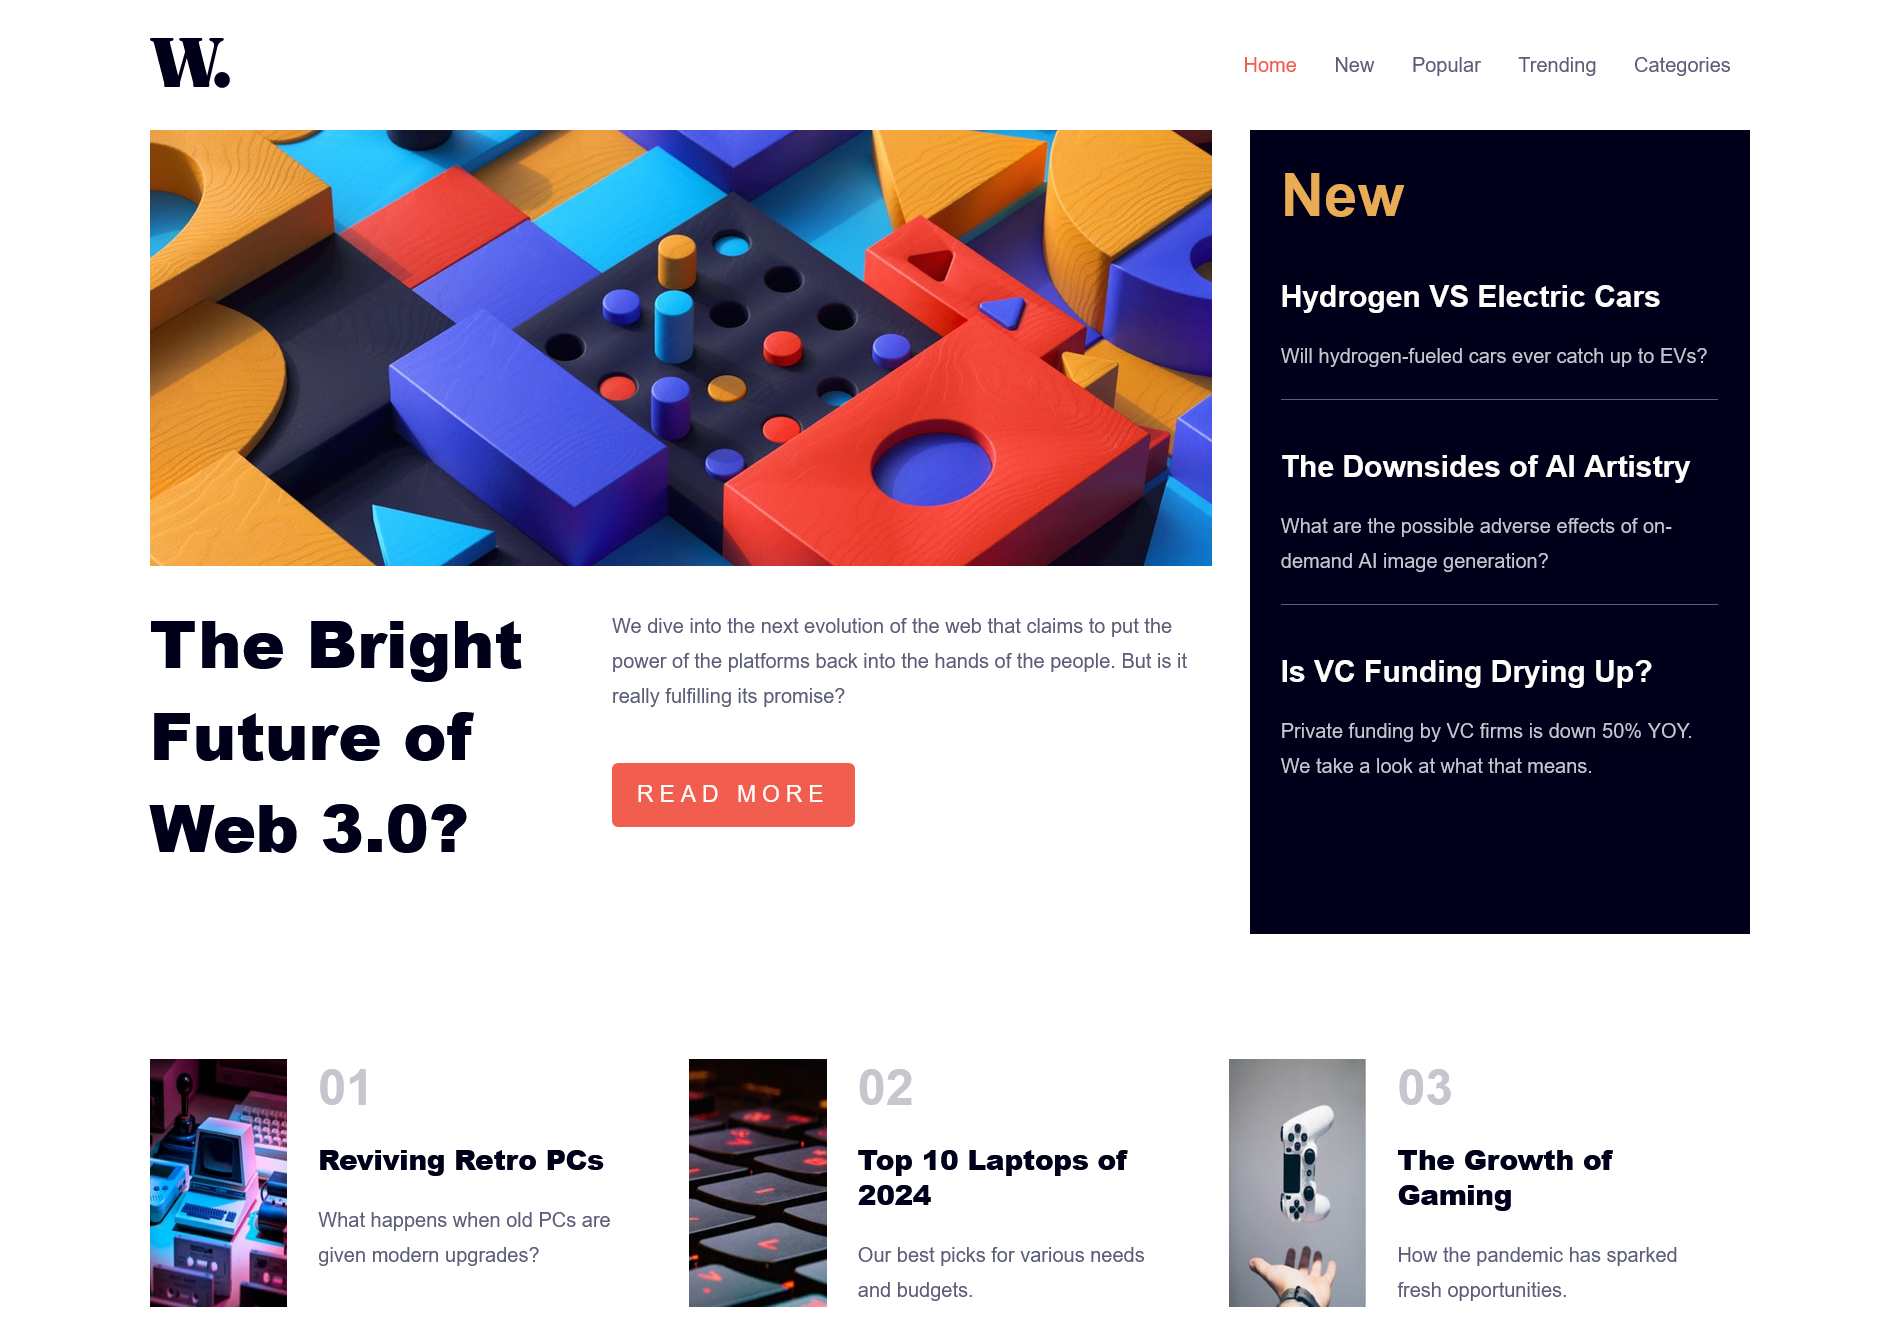 W.
Home New Popular Trending Categories
The Bright
Future of
Web 3.0?
We dive into the next evolution of the web that claims to put the
power of the platforms back into the hands of the people. But is it
really fulfilling its promise?
READ MORE
New
Hydrogen VS Electric Cars
Will hydrogen-fueled cars ever catch up to EVs?
The Downsides of AI Artistry
What are the possible adverse effects of on-
demand AI image generation?
Is VC Funding Drying Up?
Private funding by VC firms is down 50% YOY.
We take a look at what that means.
01
Reviving Retro PCs
What happens when old PCs are
given modern upgrades?
02
Top 10 Laptops of
2024
Our best picks for various needs
and budgets.
03
The Growth of
Gaming
How the pandemic has sparked
fresh opportunities.